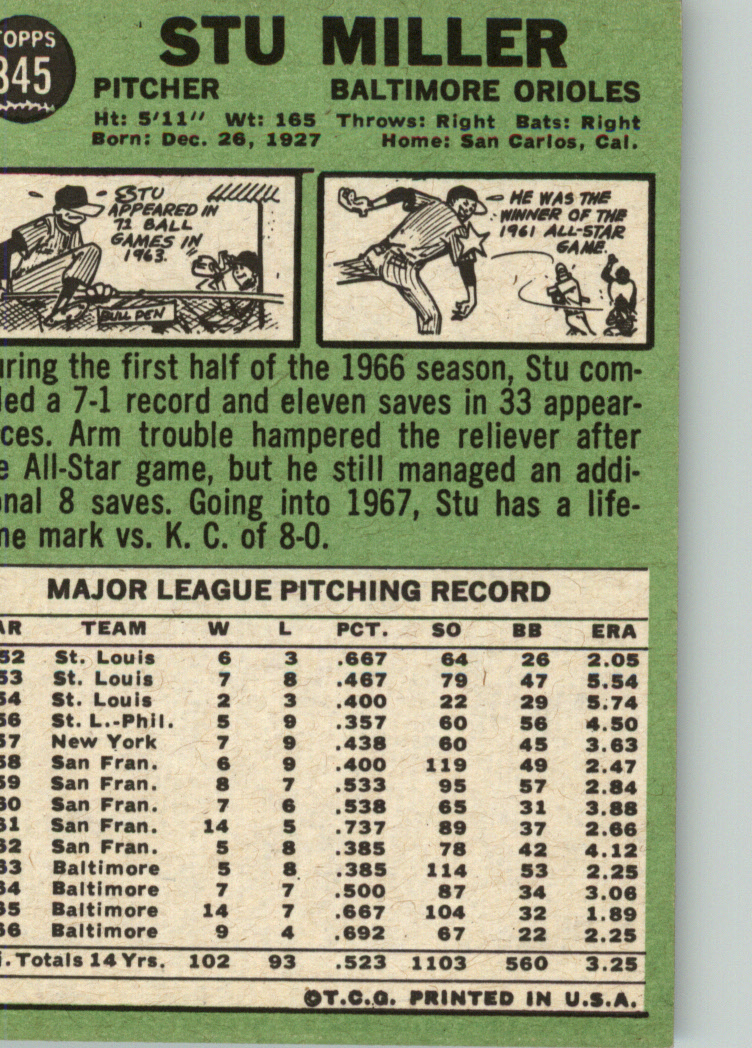 TOPPS
345
STU MILLER
PITCHER BALTIMORE ORIOLES
Ht: 5'11" Wt: 165 Throws: Right Bats: Right
Born: Dec. 26, 1927 Home: San Carlos, Cal.
STU
APPEARED IN
71 BALL
GAMES IN
1963.
BULL PEN
HE WAS THE
WINNER OF THE
1961 ALL-STAR
GAME.
uring the first half of the 1966 season, Stu com-
led a 7-1 record and eleven saves in 33 appear-
ces. Arm trouble hampered the reliever after
e All-Star game, but he still managed an addi-
onal 8 saves. Going into 1967, Stu has a life-
me mark vs. K. C. of 8-0.
MAJOR LEAGUE PITCHING RECORD
AR TEAM W L PCT. SO BB ERA
52 St. Louis 6 3 .667 64 26 2.05
53 St. Louis 7 8 .467 79 47 5.54
54 St. Louis 2 3 .400 22 29 5.74
56 St. L.-Phil. 5 9 .357 60 56 4.50
57 New York 7 9 .438 60 45 3.63
58 San Fran. 6 9 .400 119 49 2.47
59 San Fran. 8 7 .533 95 57 2.84
60 San Fran. 7 6 .538 65 31 3.88
61 San Fran. 14 5 .737 89 37 2.66
62 San Fran. 5 8 .385 78 42 4.12
63 Baltimore 5 8 .385 114 53 2.25
64 Baltimore 7 7 .500 87 34 3.06
65 Baltimore 14 7 .667 104 32 1.89
66 Baltimore 9 4 .692 67 22 2.25
. Totals 14 Yrs. 102 93 .523 1103 560 3.25
©T.C.G. PRINTED IN U.S.A.